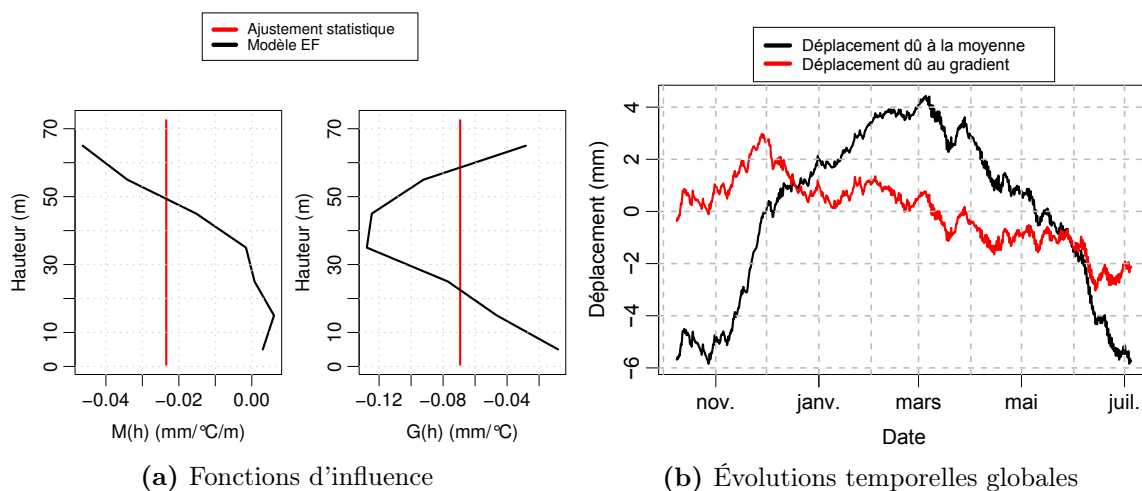 Ajustement statistique
Modèle EF
Hauteur (m)
0 10 30 50 70
−0.04 −0.02 0.00
M(h) (mm/°C/m)
Hauteur (m)
0 10 30 50 70
−0.12 −0.08 −0.04
G(h) (mm/°C)
(a) Fonctions d'influence
Déplacement dû à la moyenne
Déplacement dû au gradient
Déplacement (mm)
−6 −4 −2 0 2 4
nov. janv. mars mai juil.
Date
(b) Évolutions temporelles globales